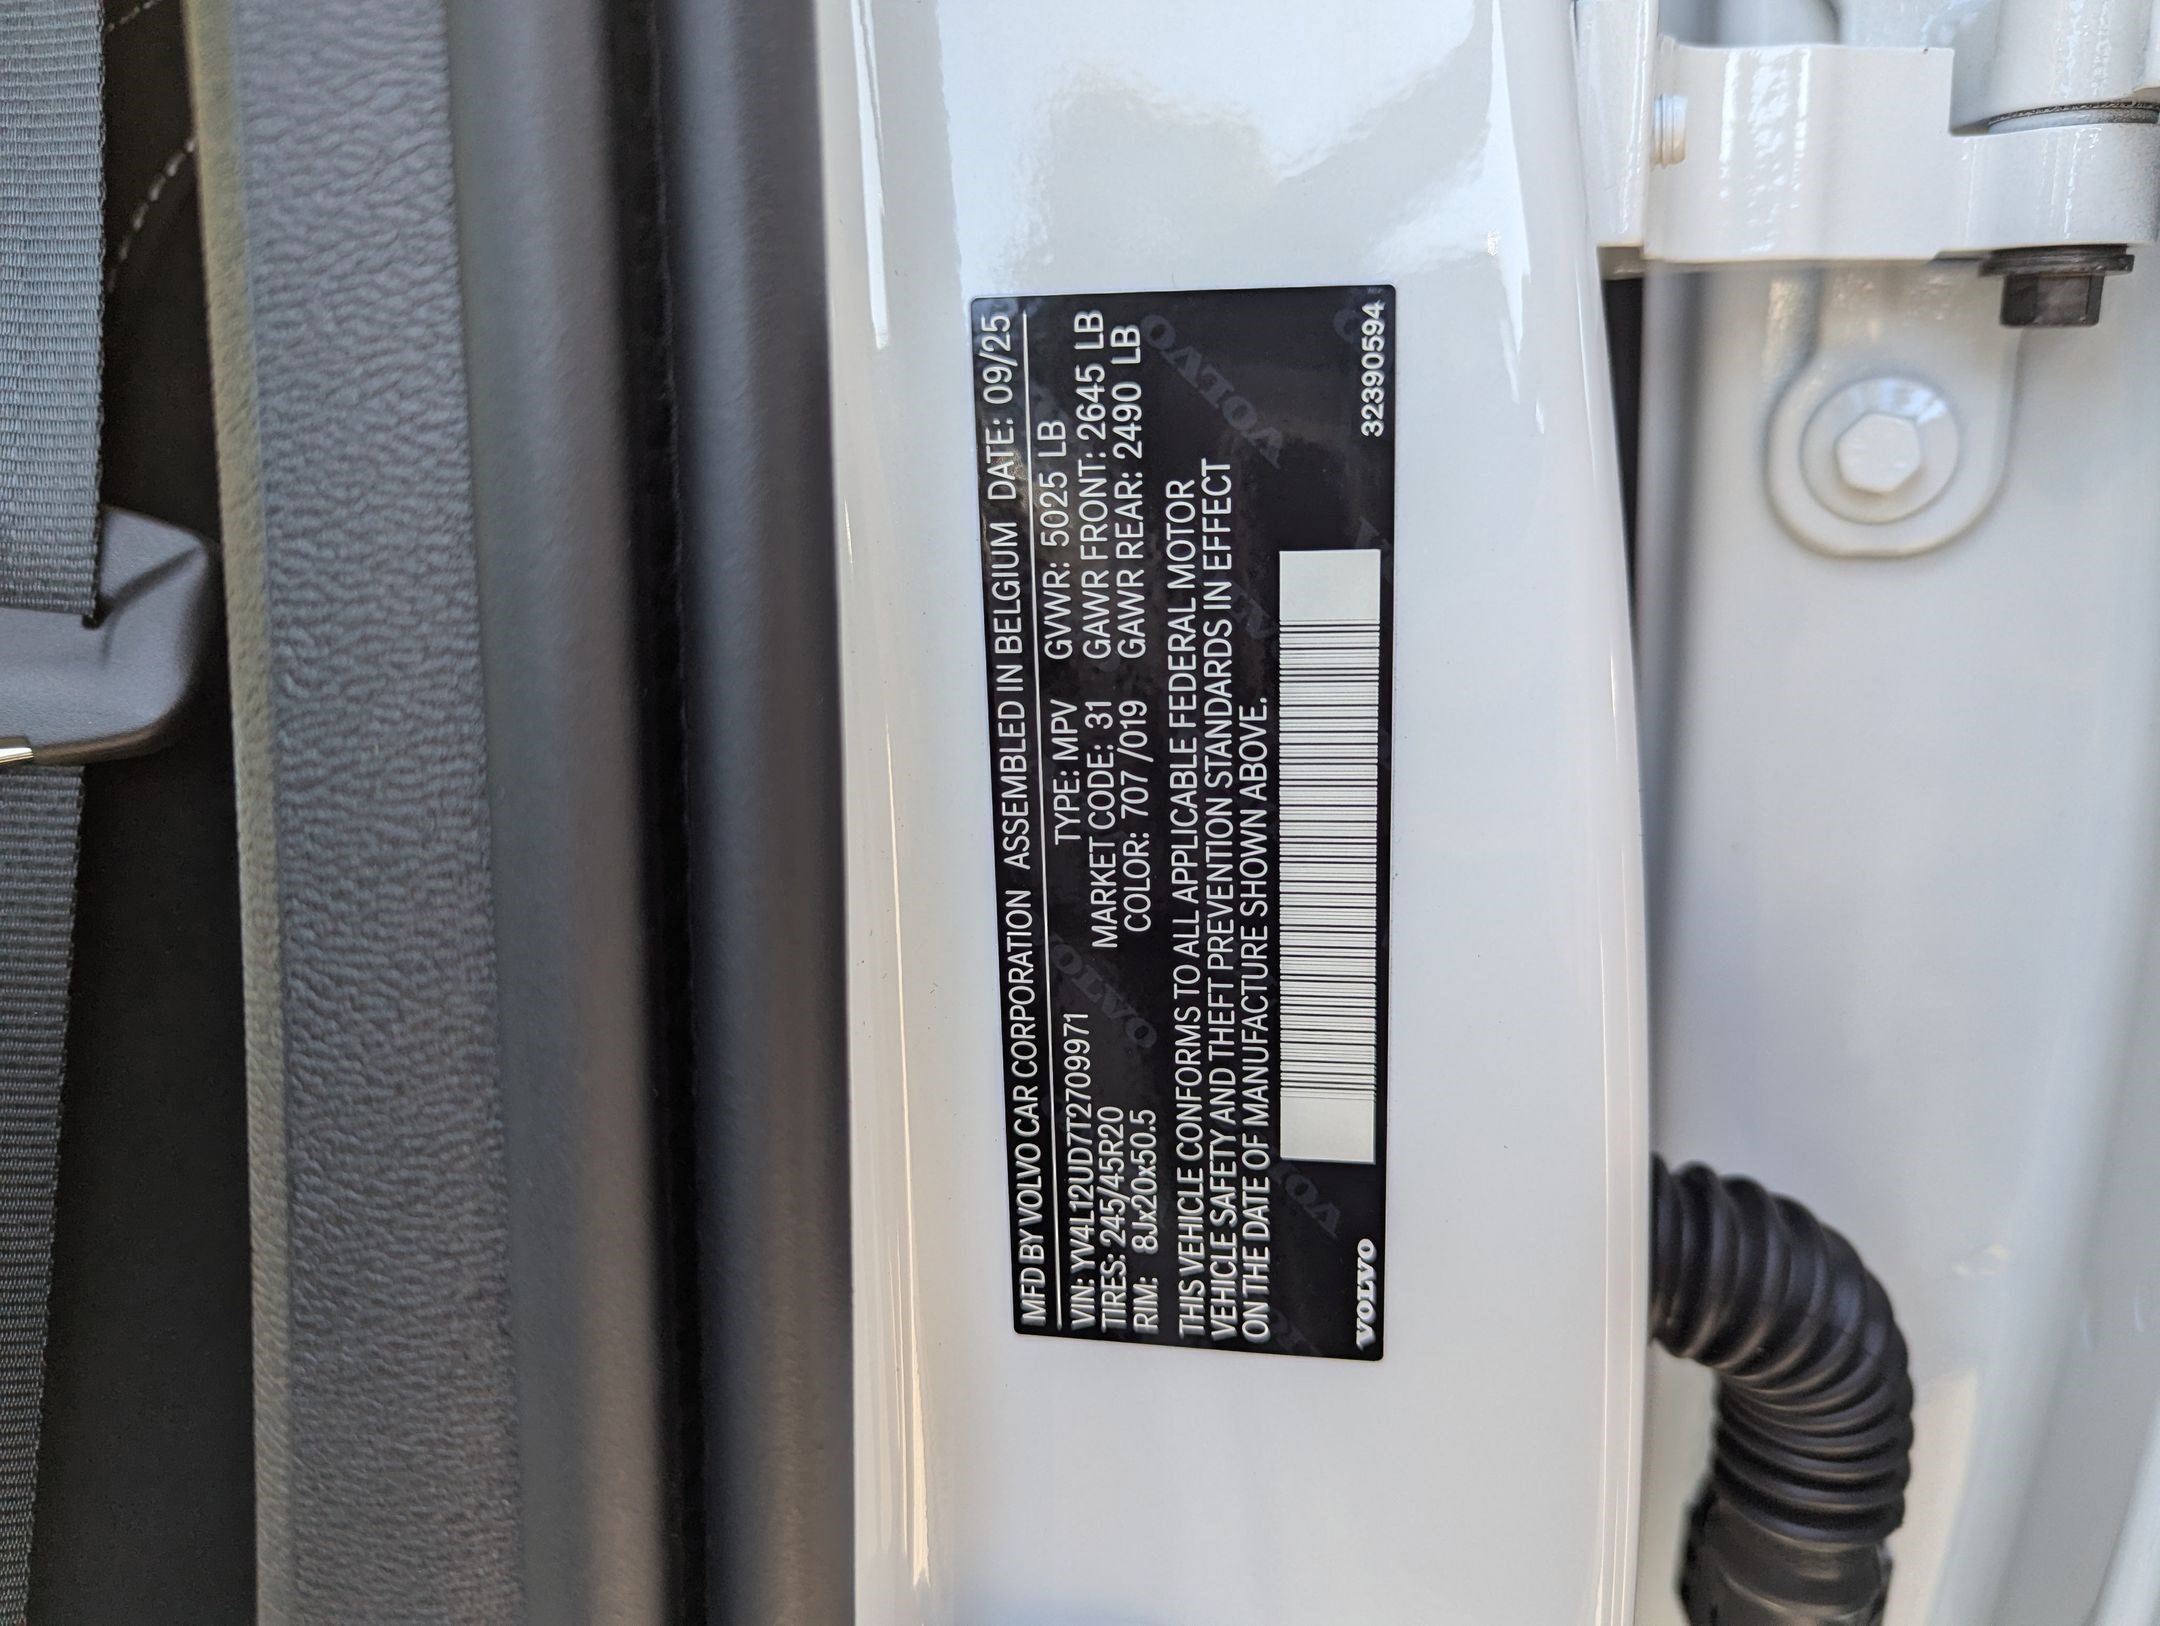 MFD BY VOLVO CAR CORPORATION ASSEMBLED IN BELGIUM DATE: 09/25
VIN: YV4L12UD7T2709971 TYPE: MPV GVWR: 5025 LB
TIRES: 245/45R20 MARKET CODE: 31 GAWR FRONT: 2645 LB
RIM: 8Jx20x50.5 COLOR: 707 /019 GAWR REAR: 2490 LB
THIS VEHICLE CONFORMS TO ALL APPLICABLE FEDERAL MOTOR
VEHICLE SAFETY AND THEFT PREVENTION STANDARDS IN EFFECT
ON THE DATE OF MANUFACTURE SHOWN ABOVE.
VOLVO 32390594